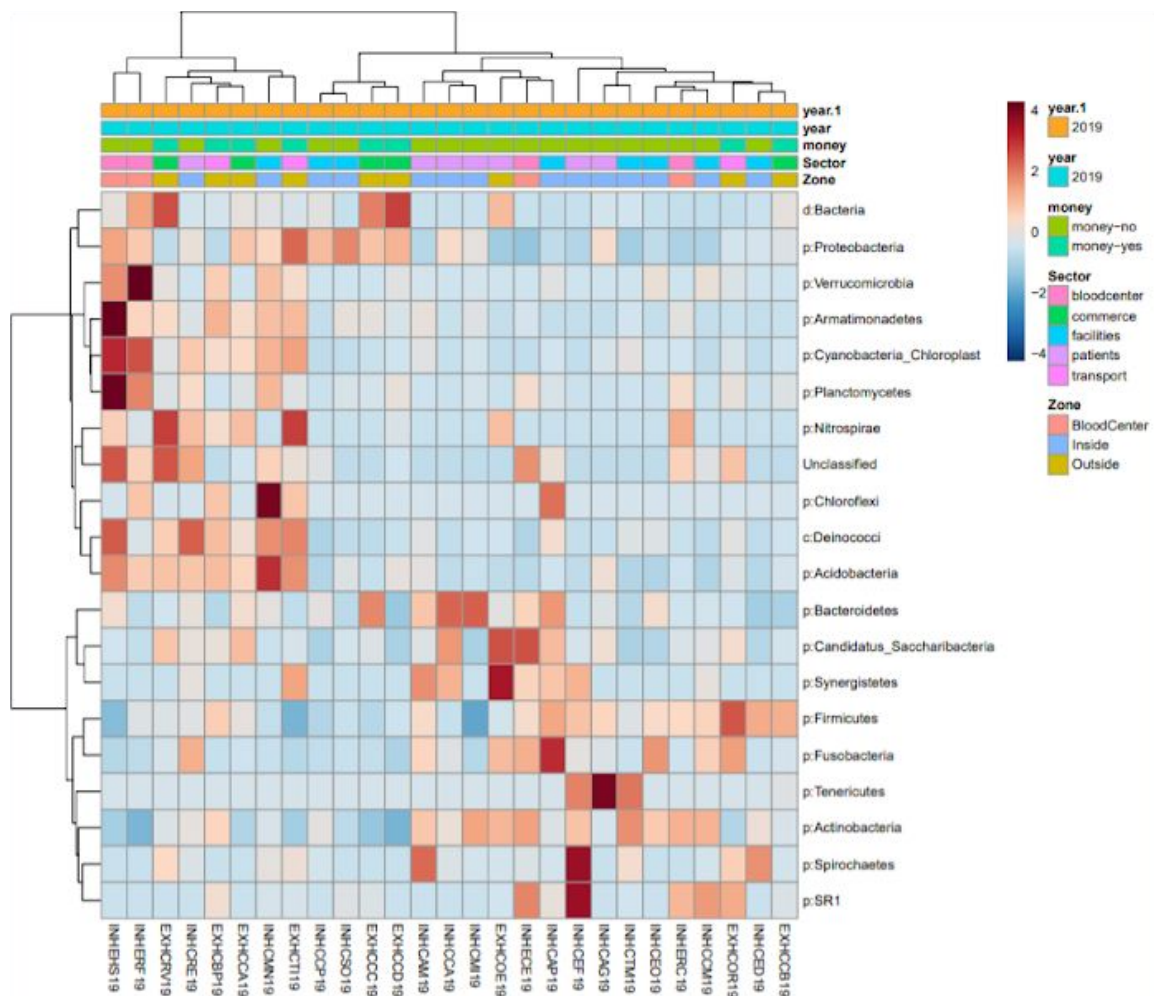 year.1
year
money
Sector
Zone
d:Bacteria
p:Proteobacteria
p:Verrucomicrobia
p:Armatimonadetes
p:Cyanobacteria_Chloroplast
p:Planctomycetes
p:Nitrospirae
Unclassified
p:Chloroflexi
c:Deinococci
p:Acidobacteria
p:Bacteroidetes
p:Candidatus_Saccharibacteria
p:Synergistetes
p:Firmicutes
p:Fusobacteria
p:Tenericutes
p:Actinobacteria
p:Spirochaetes
p:SR1
INHEHS19
INHERF19
EXHCRV19
INHCRE19
EXHCBP19
EXHCCA19
INHCMN19
EXHCTI19
INHCCP19
INHCSO19
EXHCCC19
EXHCCD19
INHCAM19
INHCCA19
INHCMI19
EXHCOE19
INHECE19
INHCAP19
INHCEF19
INHCAG19
INHCTM19
INHCEO19
INHERC19
INHCCM19
EXHCOR19
INHCED19
EXHCCB19
4
2
0
−2
−4
year.1
2019
year
2019
money
money−no
money−yes
Sector
bloodcenter
commerce
facilities
patients
transport
Zone
BloodCenter
Inside
Outside